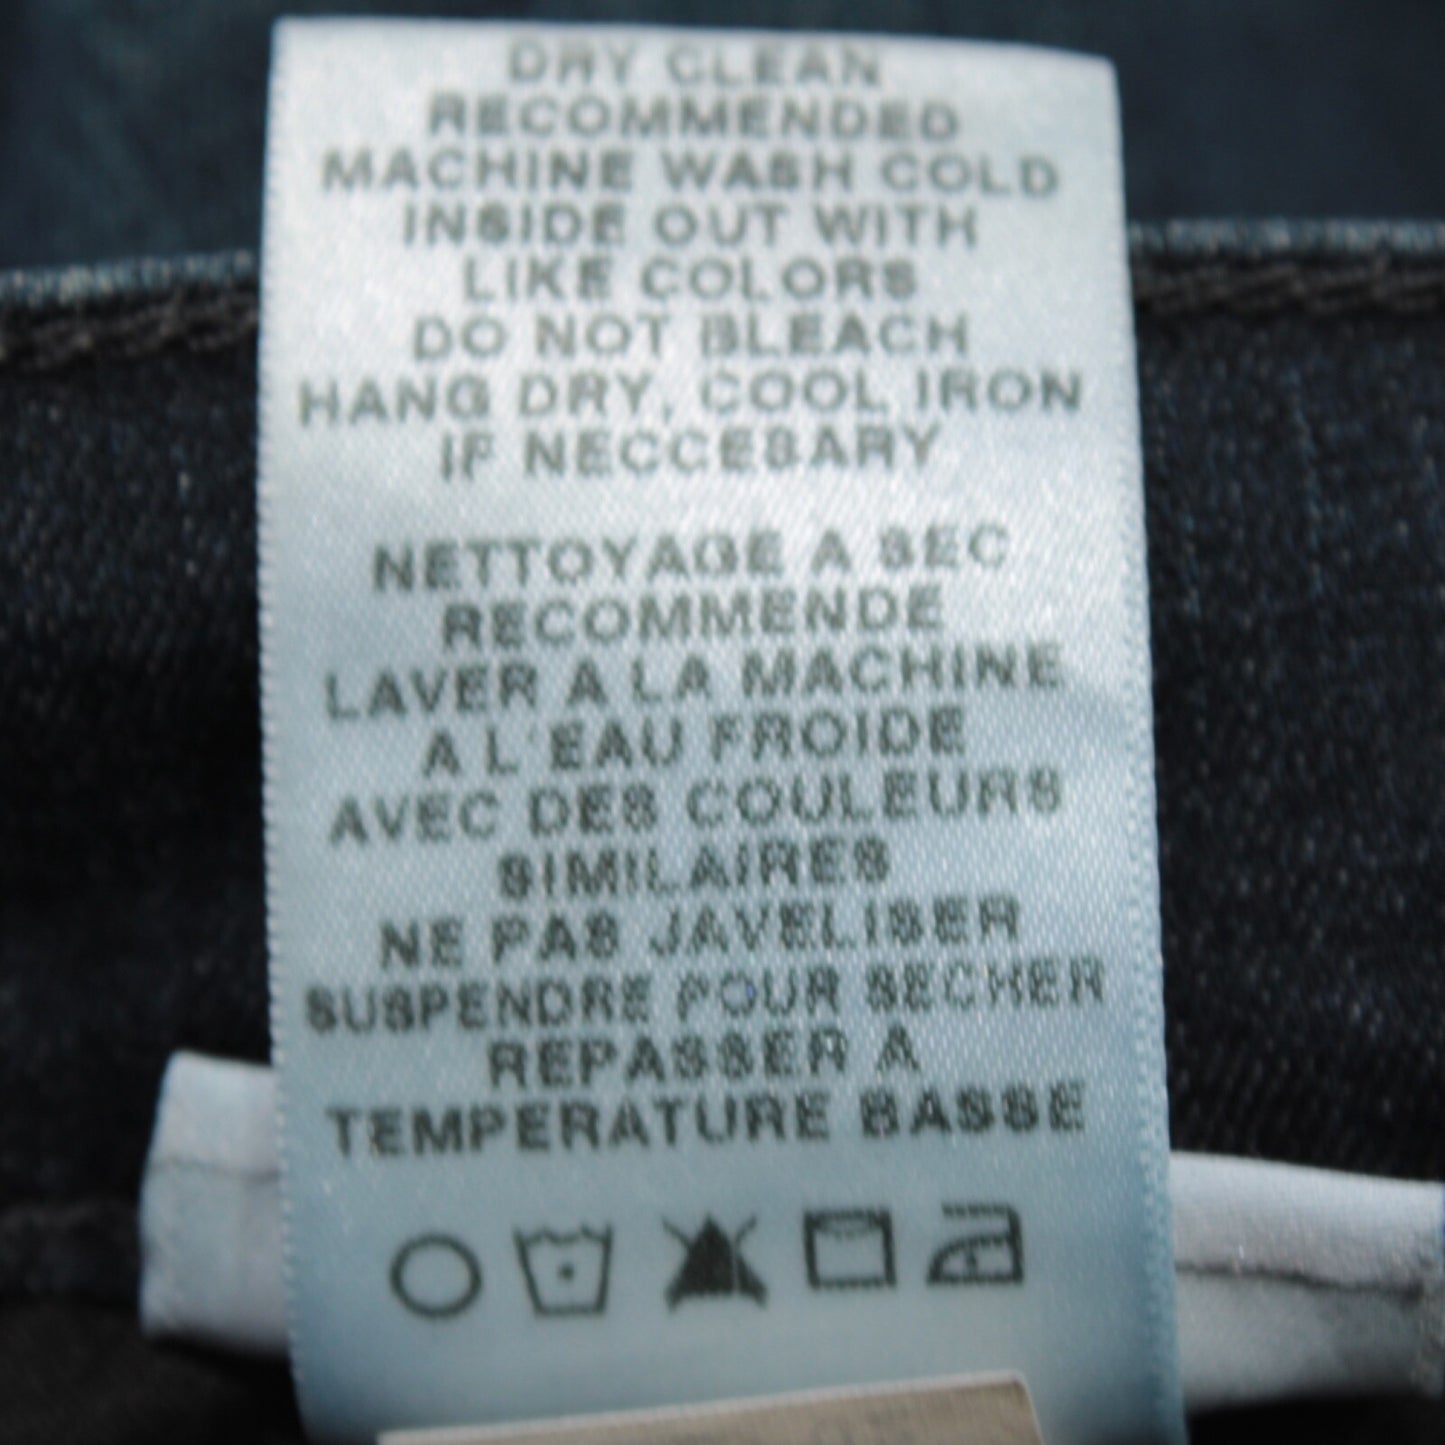 DRY CLEAN
RECOMMENDED
MACHINE WASH COLD
INSIDE OUT WITH
LIKE COLORS
DO NOT BLEACH
HANG DRY, COOL IRON
IF NECCESARY
NETTOYAGE A SEC
RECOMMENDE
LAVER A LA MACHINE
A L'EAU FROIDE
AVEC DES COULEURS
SIMILAIRES
NE PAS JAVELISER
SUSPENDRE POUR SECHER
REPASSER A
TEMPERATURE BASSE